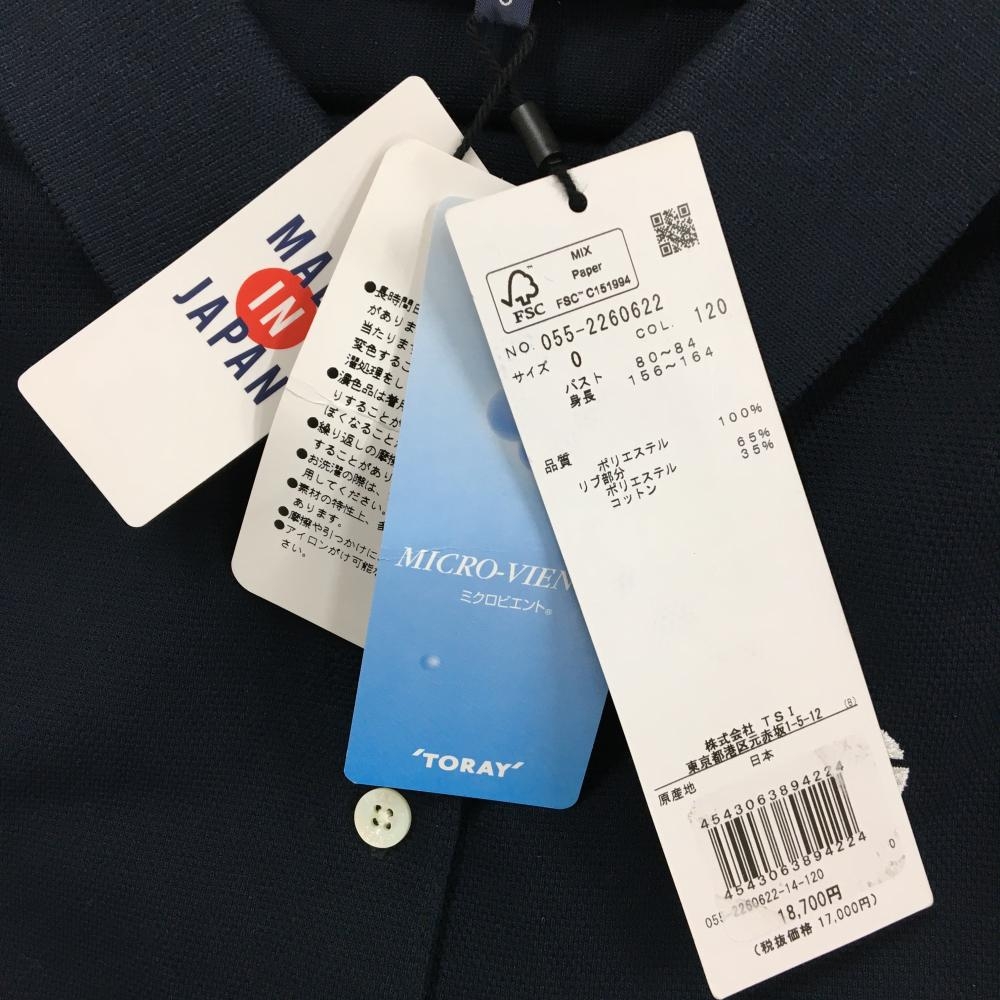 MA
IN
JAPAN
●長時間
がありま
当たりま
変色するこ
濯処理をし
●濃色品は着用
りすることが
ぽくなること
●繰り返しの摩擦
することがあり
●お洗濯の際は、
用してください。
●素材の特性上、
あります。
●摩擦や引っかけに
●アイロンがけ可能
さい。
MICRO-VIEN
ミクロビエント®
'TORAY'
FSC
MIX
Paper
FSC™ C151994
NO. 055-2260622 COL. 120
サイズ 0
バスト 80〜84
身長 156〜164
品質 ポリエステル 100%
リブ部分
ポリエステル 65%
コットン 35%
株式会社 TSI
東京都港区元赤坂1-5-12 (B)
原産地 日本
4543063894224
4543063894224
055-2260622-14-120 0
18,700円
(税抜価格 17,000円)